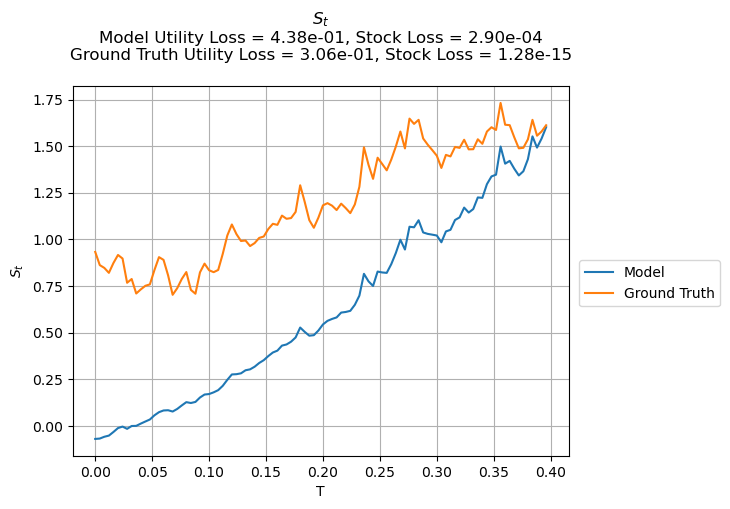 S_t
Model Utility Loss = 4.38e-01, Stock Loss = 2.90e-04
Ground Truth Utility Loss = 3.06e-01, Stock Loss = 1.28e-15
1.75
1.50
1.25
1.00
0.75
0.50
0.25
0.00
S_t
0.00 0.05 0.10 0.15 0.20 0.25 0.30 0.35 0.40
T
Model
Ground Truth